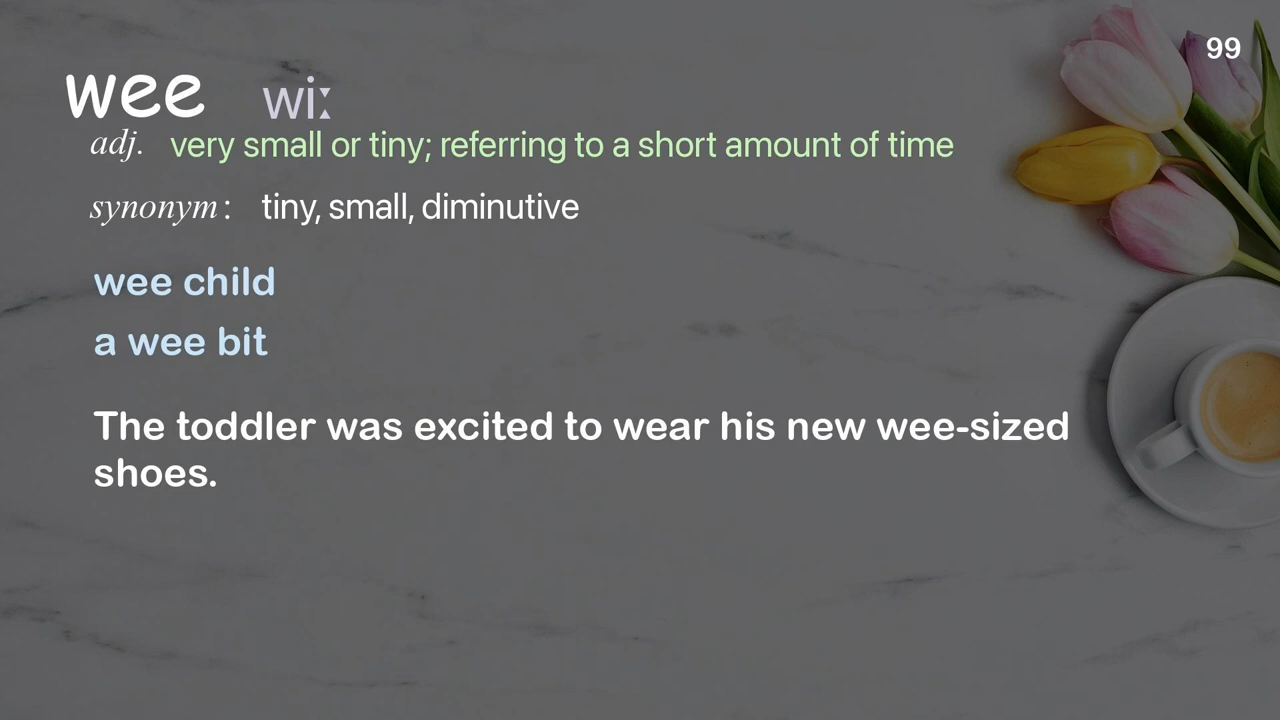 99
wee wiː
adj. very small or tiny; referring to a short amount of time
synonym: tiny, small, diminutive
wee child
a wee bit
The toddler was excited to wear his new wee-sized
shoes.